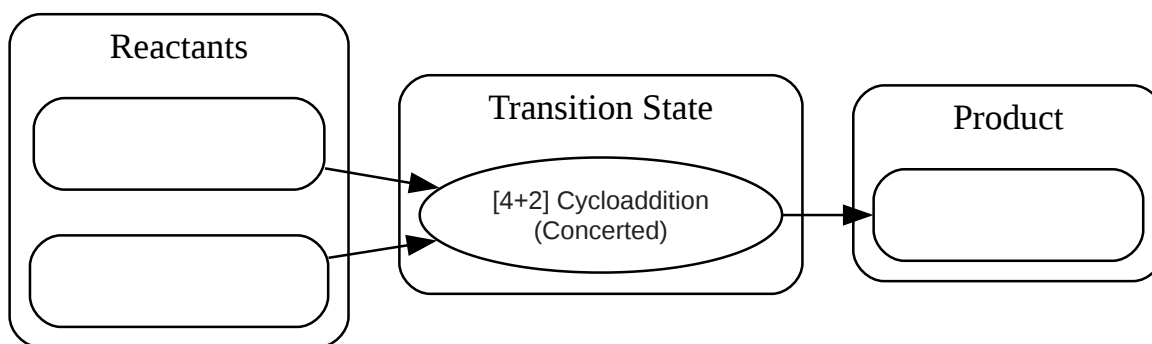 Reactants
Transition State
Product
[4+2] Cycloaddition
(Concerted)